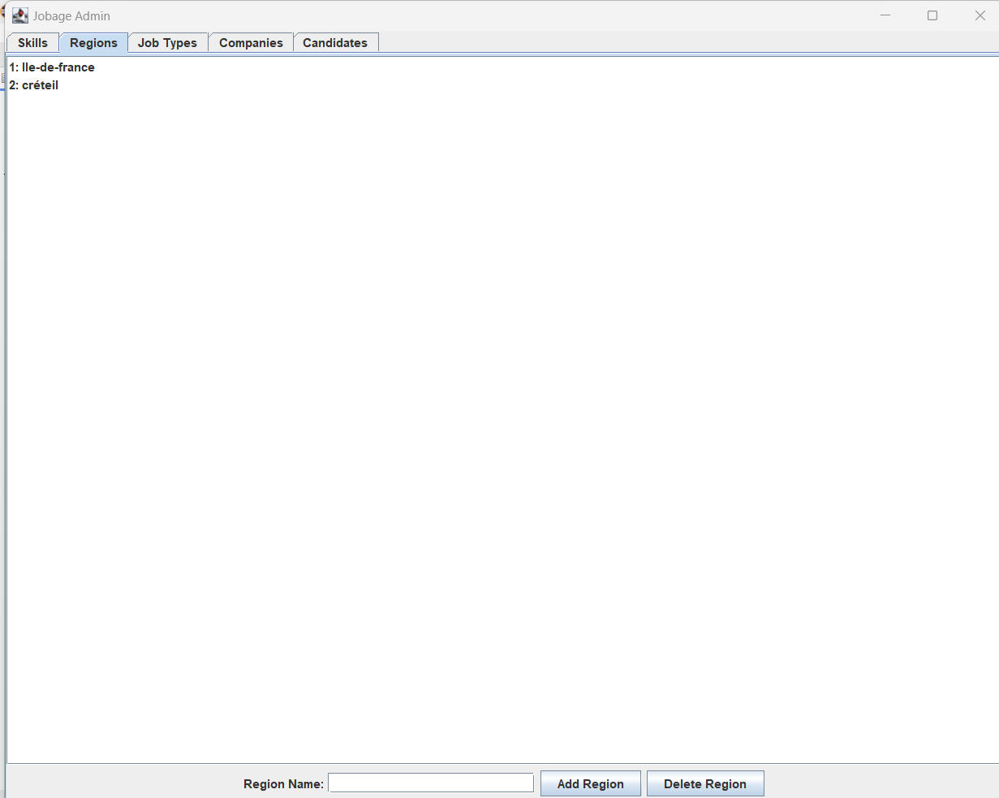 Jobage Admin
Skills Regions Job Types Companies Candidates
1: Ile-de-france
2: créteil
Region Name: Add Region Delete Region